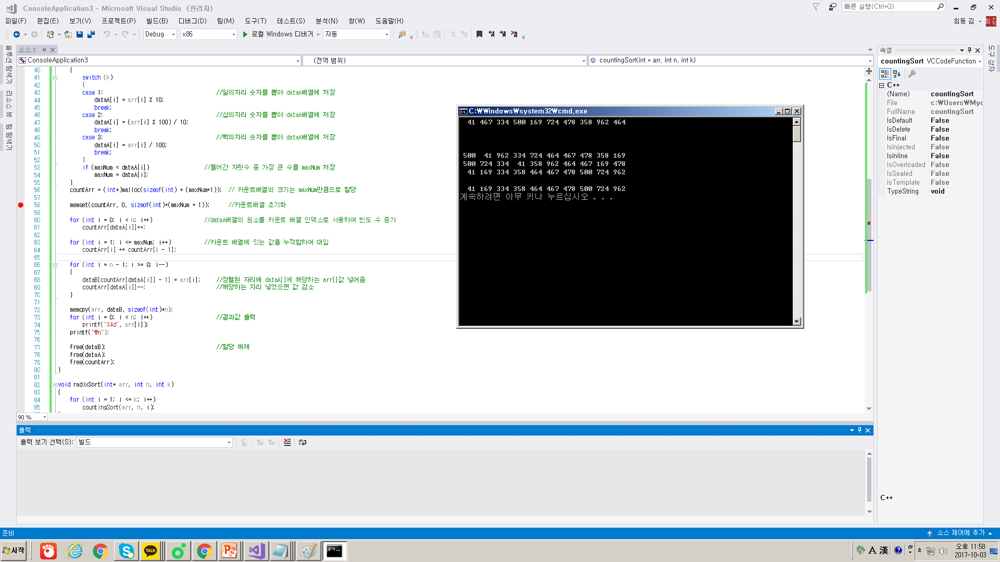 ConsoleApplication3 - Microsoft Visual Studio (관리자)
빠른 실행(Ctrl+Q)
파일(F) 편집(E) 보기(V) 프로젝트(P) 빌드(B) 디버그(D) 팀(M) 도구(T) 테스트(S) 분석(N) 창(W) 도움말(H)
희동 김
희김
Debug x86 로컬 Windows 디버거 자동
솔루션 탐색기
리소스 뷰
팀 탐색기
소스.c
ConsoleApplication3 (전역 범위) countingSort(int * arr, int n, int k)
40 {
41 switch (k)
42 {
43 case 1: //일의자리 숫자를 뽑아 dataA배열에 저장
44 dataA[i] = arr[i] % 10;
45 break;
46 case 2: //십의자리 숫자를 뽑아 dataA배열에 저장
47 dataA[i] = (arr[i] % 100) / 10;
48 break;
49 case 3: //백의자리 숫자를 뽑아 dataA배열에 저장
50 dataA[i] = arr[i] / 100;
51 break;
52 }
53 if (maxNum < dataA[i]) //들어간 자릿수 중 가장 큰 수를 maxNum 저장
54 maxNum = dataA[i];
55 }
56 countArr = (int*)malloc(sizeof(int) * (maxNum+1)); // 카운트배열의 크기는 maxNum만큼으로 할당
57
58 memset(countArr, 0, sizeof(int)*(maxNum + 1)); //카운트배열 초기화
59
60 for (int i = 0; i < n; i++) //dataA배열의 원소를 카운트 배열 인덱스로 사용하여 빈도 수 증가
61 countArr[dataA[i]]++;
62
63 for (int i = 1; i <= maxNum; i++) //카운트 배열에 있는 값을 누적합하여 대입
64 countArr[i] += countArr[i - 1];
65
66 for (int i = n - 1; i >= 0; i--)
67 {
68 dataB[countArr[dataA[i]] - 1] = arr[i]; //정렬된 자리에 dataA[]에 해당하는 arr[]값 넣어줌
69 countArr[dataA[i]]--; //해당하는 자리 넣었으면 값 감소
70 }
71
72 memcpy(arr, dataB, sizeof(int)*n);
73 for (int i = 0; i < n; i++) //결과값 출력
74 printf("%4d", arr[i]);
75 printf("₩n");
76
77 free(dataB); //할당 해제
78 free(dataA);
79 free(countArr);
80 }
81
82 void radixSort(int* arr, int n, int k)
83 {
84 for (int i = 1; i <= k; i++)
85 countingSort(arr, n, i);
90 %
C:₩Windows₩system32₩cmd.exe
41 467 334 500 169 724 478 358 962 464
500 41 962 334 724 464 467 478 358 169
500 724 334 41 358 962 464 467 169 478
41 169 334 358 464 467 478 500 724 962
41 169 334 358 464 467 478 500 724 962
계속하려면 아무 키나 누르십시오 . . .
속성
countingSort VCCodeFunction
C++
(Name) countingSort
File c:₩Users₩Myc
FullName countingSort
IsDefault False
IsDelete False
IsFinal False
IsInjected False
IsInline False
IsOverloaded False
IsSealed False
IsTemplate False
TypeString void
C++
도구 상자
출력
출력 보기 선택(S): 빌드
준비
소스 제어에 추가
시작
TALK
C:\
A 漢
오후 11:58
2017-10-03